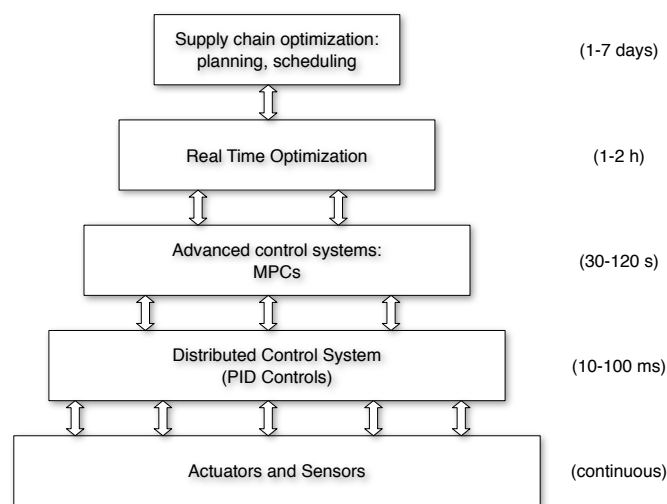 Supply chain optimization:
planning, scheduling
(1-7 days)
Real Time Optimization
(1-2 h)
Advanced control systems:
MPCs
(30-120 s)
Distributed Control System
(PID Controls)
(10-100 ms)
Actuators and Sensors
(continuous)